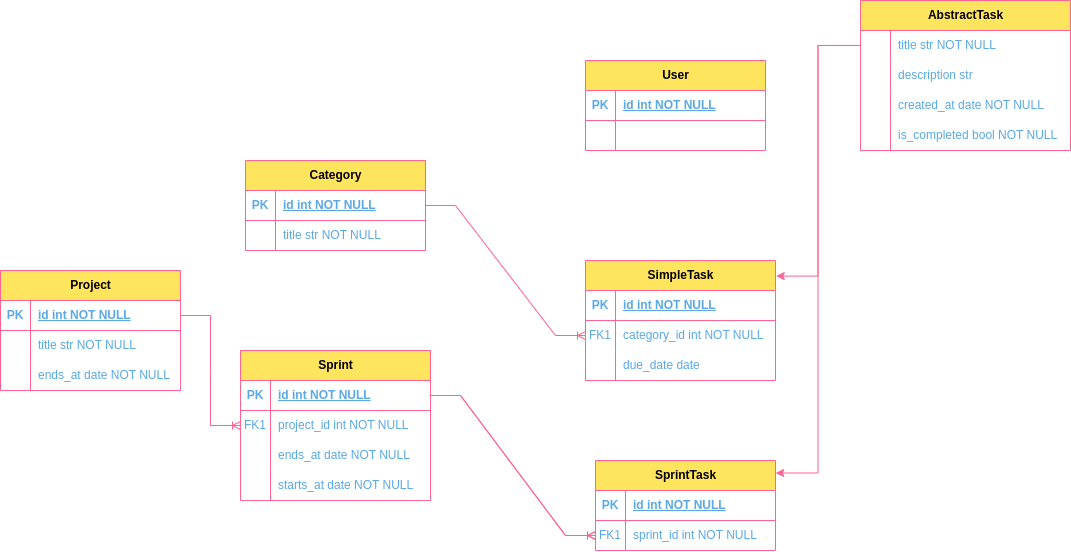 AbstractTask
title str NOT NULL
description str
created_at date NOT NULL
is_completed bool NOT NULL
User
PK id int NOT NULL
Category
PK id int NOT NULL
title str NOT NULL
Project
PK id int NOT NULL
title str NOT NULL
ends_at date NOT NULL
Sprint
PK id int NOT NULL
FK1 project_id int NOT NULL
ends_at date NOT NULL
starts_at date NOT NULL
SimpleTask
PK id int NOT NULL
FK1 category_id int NOT NULL
due_date date
SprintTask
PK id int NOT NULL
FK1 sprint_id int NOT NULL